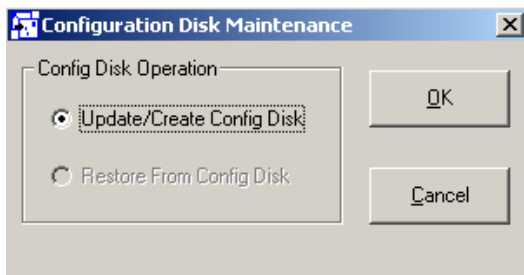 Configuration Disk Maintenance
Config Disk Operation
Update/Create Config Disk
Restore From Config Disk
OK
Cancel